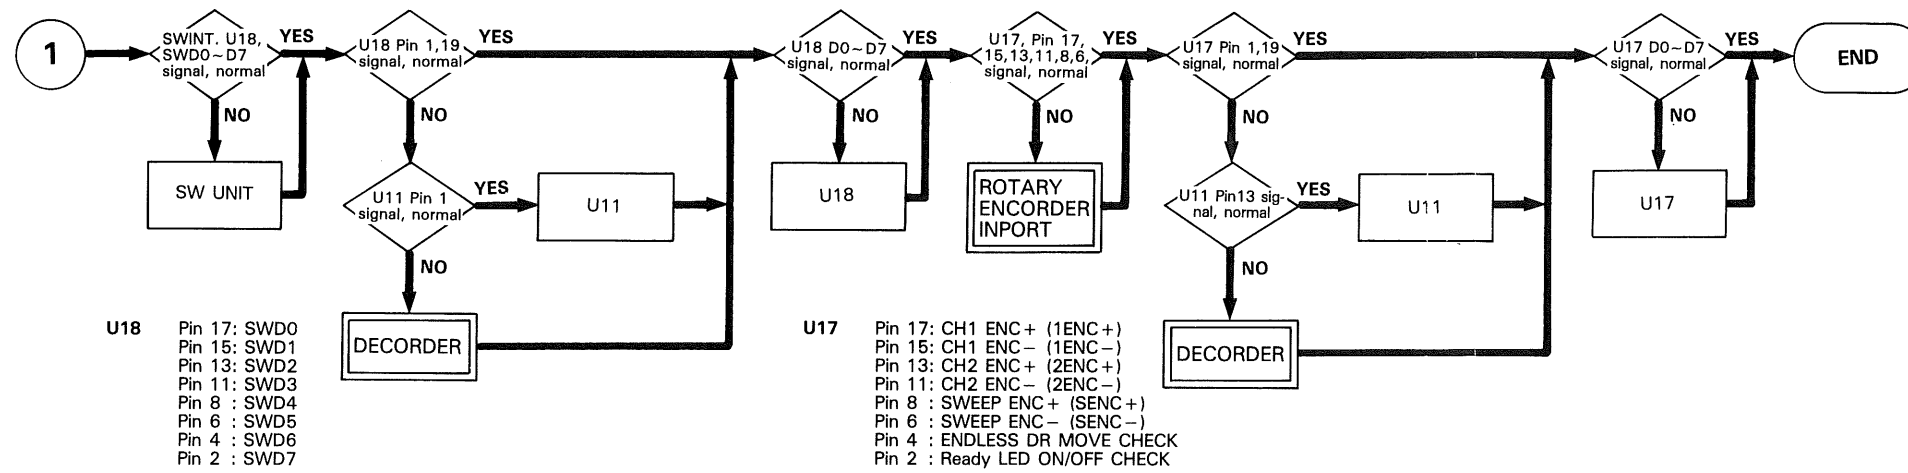 1
SWINT. U18,
SWD0~D7
signal, normal
YES
NO
SW UNIT
U18 Pin 1,19
signal, normal
YES
NO
U11 Pin 1
signal, normal
YES
U11
NO
DECORDER
U18 D0~D7
signal, normal
YES
NO
U18
U17, Pin 17,
15,13,11,8,6,
signal, normal
YES
NO
ROTARY
ENCORDER
INPORT
U17 Pin 1,19
signal, normal
YES
NO
U11 Pin13 sig-
nal, normal
YES
U11
NO
DECORDER
U17 D0~D7
signal, normal
YES
NO
U17
END
U18 Pin 17: SWD0
Pin 15: SWD1
Pin 13: SWD2
Pin 11: SWD3
Pin 8 : SWD4
Pin 6 : SWD5
Pin 4 : SWD6
Pin 2 : SWD7
U17 Pin 17: CH1 ENC+ (1ENC+)
Pin 15: CH1 ENC− (1ENC−)
Pin 13: CH2 ENC+ (2ENC+)
Pin 11: CH2 ENC− (2ENC−)
Pin 8 : SWEEP ENC+ (SENC+)
Pin 6 : SWEEP ENC− (SENC−)
Pin 4 : ENDLESS DR MOVE CHECK
Pin 2 : Ready LED ON/OFF CHECK